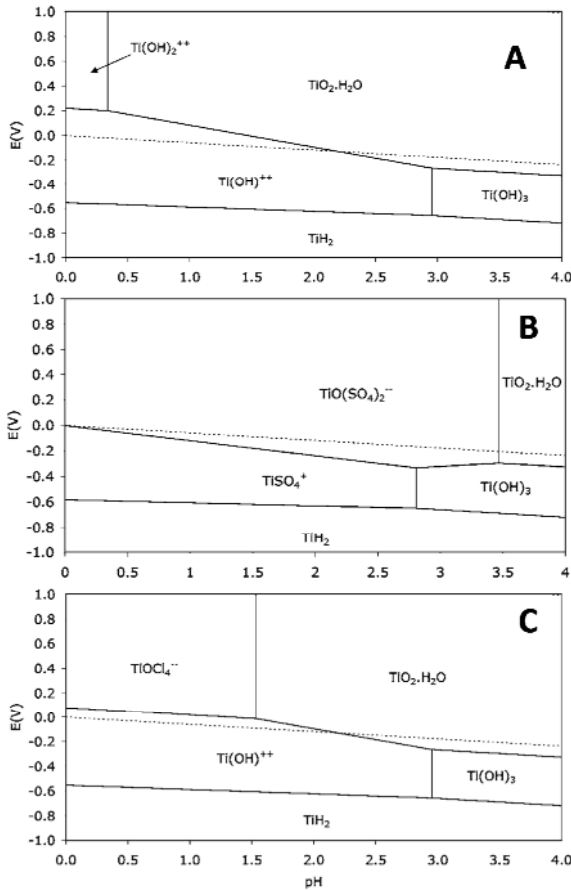 1.0
0.8
0.6
0.4
0.2
0.0
-0.2
-0.4
-0.6
-0.8
-1.0
E(V)
Ti(OH)₂⁺⁺
A
TiO₂.H₂O
Ti(OH)⁺⁺
Ti(OH)₃
TiH₂
0.0 0.5 1.0 1.5 2.0 2.5 3.0 3.5 4.0
1.0
0.8
0.6
0.4
0.2
0.0
-0.2
-0.4
-0.6
-0.8
-1.0
E(V)
B
TiO(SO₄)₂⁻⁻
TiO₂.H₂O
TiSO₄⁺
Ti(OH)₃
TiH₂
0 0.5 1 1.5 2 2.5 3 3.5 4
1.0
0.8
0.6
0.4
0.2
0.0
-0.2
-0.4
-0.6
-0.8
-1.0
E(V)
C
TiOCl₄⁻⁻
TiO₂.H₂O
Ti(OH)⁺⁺
Ti(OH)₃
TiH₂
0.0 0.5 1.0 1.5 2.0 2.5 3.0 3.5 4.0
pH